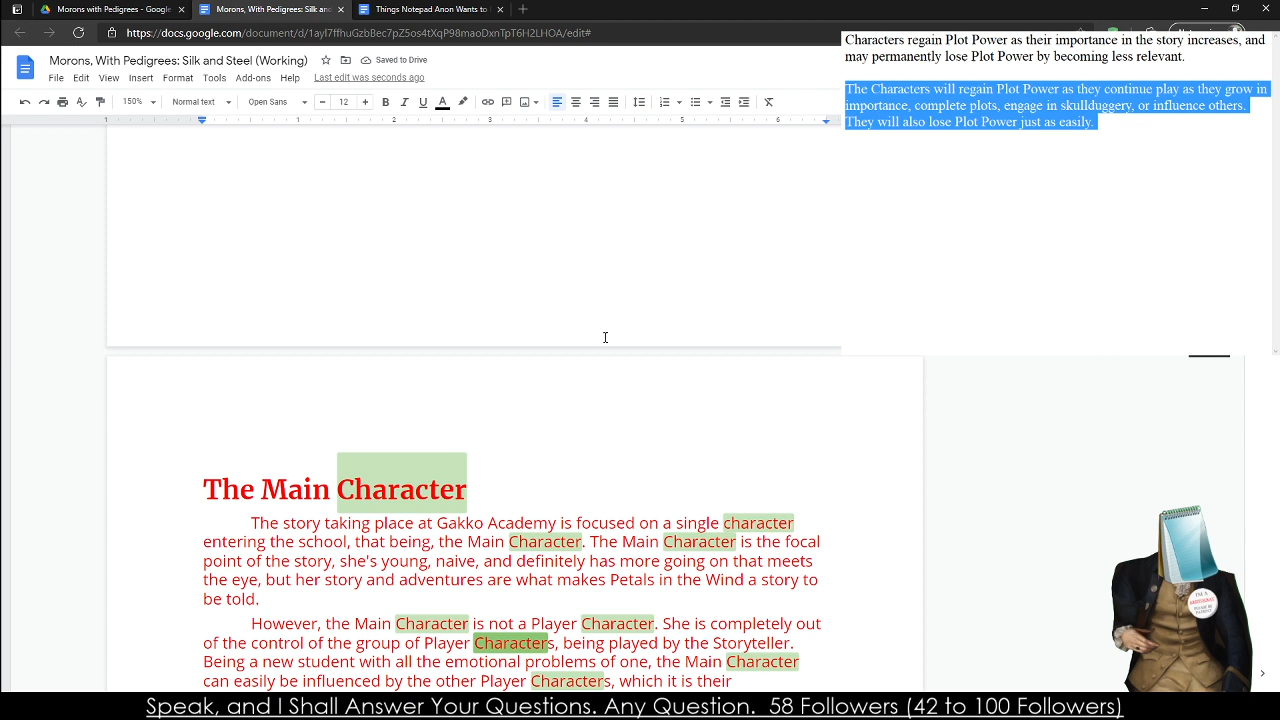 Morons with Pedigrees - Google
Morons, With Pedigrees: Silk and
Things Notepad Anon Wants to
https://docs.google.com/document/d/1ayI7ffhuGzbBec7pZ5os4tXqP98maoDxnTpT6H2LHOA/edit#
Morons, With Pedigrees: Silk and Steel (Working)
Saved to Drive
File Edit View Insert Format Tools Add-ons Help Last edit was seconds ago
150% Normal text Open Sans 12 B I U A
1 1 2 3 4 5 6
Characters regain Plot Power as their importance in the story increases, and
may permanently lose Plot Power by becoming less relevant.
The Characters will regain Plot Power as they continue play as they grow in
importance, complete plots, engage in skullduggery, or influence others.
They will also lose Plot Power just as easily.
The Main Character
The story taking place at Gakko Academy is focused on a single character
entering the school, that being, the Main Character. The Main Character is the focal
point of the story, she's young, naive, and definitely has more going on that meets
the eye, but her story and adventures are what makes Petals in the Wind a story to
be told.
However, the Main Character is not a Player Character. She is completely out
of the control of the group of Player Characters, being played by the Storyteller.
Being a new student with all the emotional problems of one, the Main Character
can easily be influenced by the other Player Characters, which it is their
Speak, and I Shall Answer Your Questions. Any Question. 58 Followers (42 to 100 Followers)